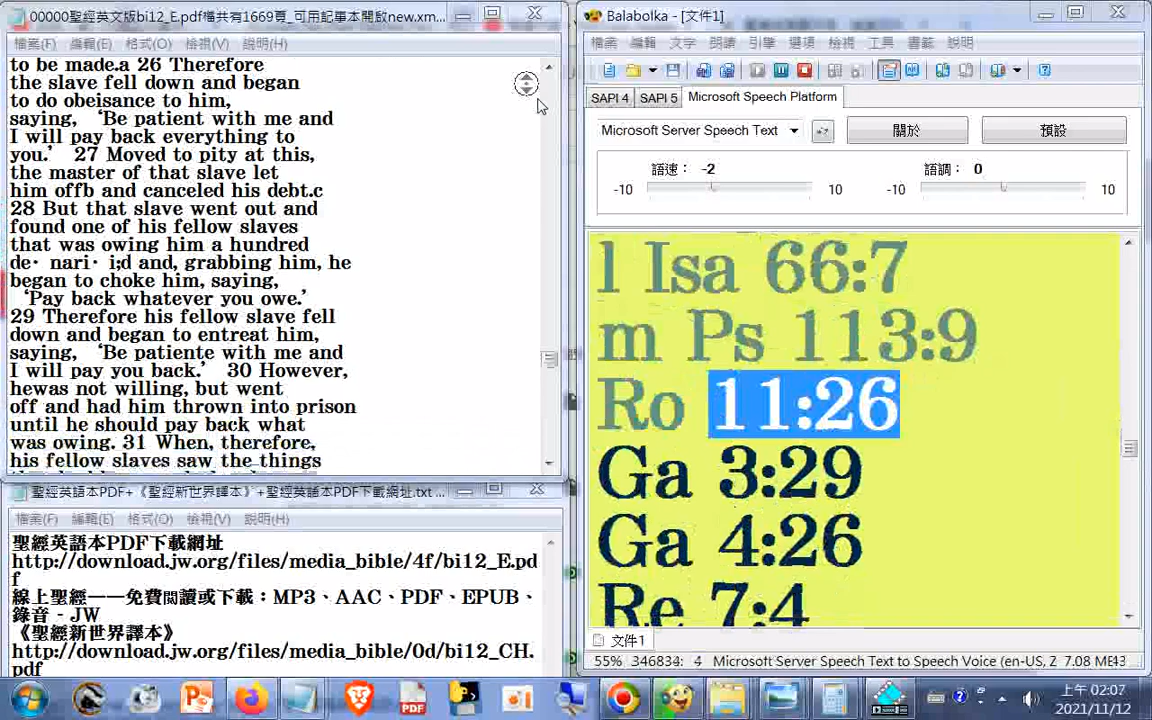 00000聖經英文版bi12_E.pdf檔共有1669頁_可用記事本開啟new.xm...
檔案(F) 編輯(E) 格式(O) 檢視(V) 說明(H)
to be made.a 26 Therefore
the slave fell down and began
to do obeisance to him,
saying, ‘Be patient with me and
I will pay back everything to
you.’ 27 Moved to pity at this,
the master of that slave let
him offb and canceled his debt.c
28 But that slave went out and
found one of his fellow slaves
that was owing him a hundred
de· nari· i;d and, grabbing him, he
began to choke him, saying,
‘Pay back whatever you owe.’
29 Therefore his fellow slave fell
down and began to entreat him,
saying, ‘Be patiente with me and
I will pay you back.’ 30 However,
hewas not willing, but went
off and had him thrown into prison
until he should pay back what
was owing. 31 When, therefore,
his fellow slaves saw the things
聖經英語本PDF+《聖經新世界譯本》+聖經英語本PDF下載網址.txt ...
檔案(F) 編輯(E) 格式(O) 檢視(V) 說明(H)
聖經英語本PDF下載網址
http://download.jw.org/files/media_bible/4f/bi12_E.pd
f
線上聖經——免費閱讀或下載：MP3、AAC、PDF、EPUB、
錄音 - JW
《聖經新世界譯本》
http://download.jw.org/files/media_bible/0d/bi12_CH.
pdf
Balabolka - [文件1]
檔案 編輯 文字 朗讀 引擎 選項 檢視 工具 書籤 說明
SAPI 4 SAPI 5 Microsoft Speech Platform
Microsoft Server Speech Text 關於 預設
語速： -2 語調： 0
-10 10 -10 10
l Isa 66:7
m Ps 113:9
Ro 11:26
Ga 3:29
Ga 4:26
Re 7:4
文件1
55% 346834: 4 Microsoft Server Speech Text to Speech Voice (en-US, 2 7.08 ME43
PDF
上午 02:07
2021/11/12